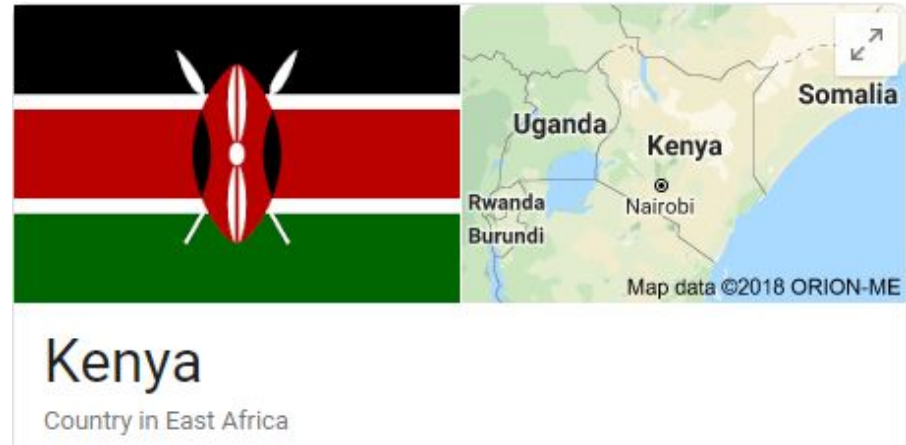 Somalia
Uganda
Kenya
Rwanda
Nairobi
Burundi
Map data ©2018 ORION-ME
Kenya
Country in East Africa